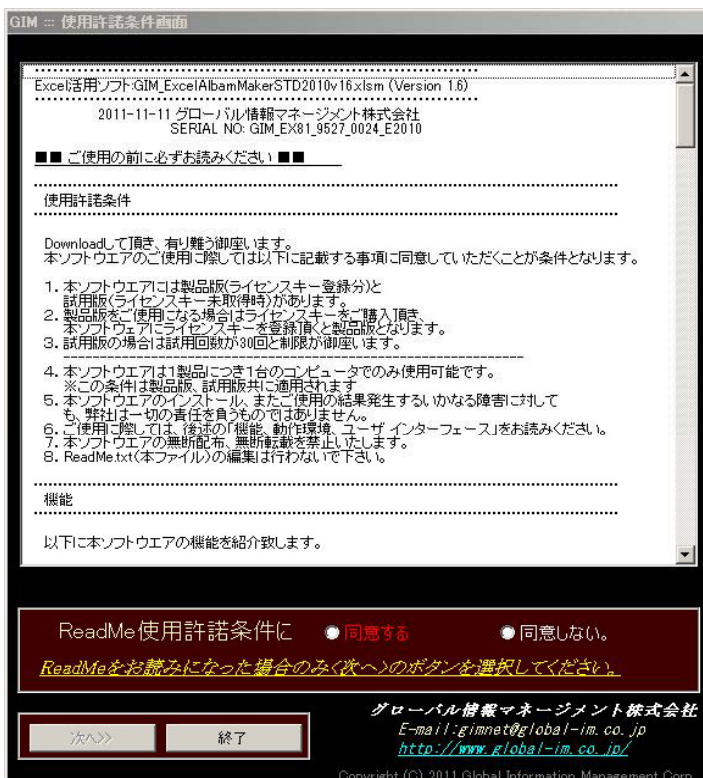 GIM ::: 使用許諾条件画面
Excel活用ソフト:GIM_ExcelAlbamMakerSTD2010v16.xlsm (Version 1.6)
2011-11-11 グローバル情報マネージメント株式会社
SERIAL NO: GIM_EX81_9527_0024_E2010
■■ ご使用の前に必ずお読みください ■■
使用許諾条件
Downloadして頂き、有り難う御座います。
本ソフトウエアのご使用に際しては以下に記載する事項に同意していただくことが条件となります。
1. 本ソフトウエアには製品版(ライセンスキー登録分)と
試用版(ライセンスキー未取得時)があります。
2. 製品版をご使用になる場合はライセンスキーをご購入頂き、
本ソフトウェアにライセンスキーを登録頂くと製品版となります。
3. 試用版の場合は試用回数が30回と制限が御座います。
4. 本ソフトウエアは1製品につき1台のコンピュータでのみ使用可能です。
※この条件は製品版、試用版共に適用されます
5. 本ソフトウエアのインストール、またご使用の結果発生するいかなる障害に対して
も、弊社は一切の責任を負うものではありません。
6. ご使用に際しては、後述の「機能、動作環境、ユーザ インターフェース」をお読みください。
7. 本ソフトウエアの無断配布、無断転載を禁止いたします。
8. ReadMe.txt(本ファイル)の編集は行わないで下さい。
機能
以下に本ソフトウエアの機能を紹介致します。
ReadMe使用許諾条件に 同意する 同意しない。
ReadMeをお読みになった場合のみ<次へ>のボタンを選択してください。
次へ>> 終了
グローバル情報マネージメント株式会社
E-mail:gimnet@global-im.co.jp
http://www.global-im.co.jp/
Copyright (C) 2011 Global Information Management Corp.